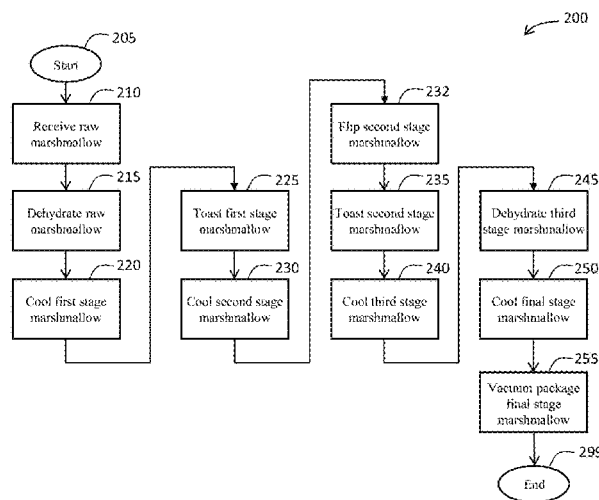 200
205
Start
210
Receive raw
marshmallow
215
Dehydrate raw
marshmallow
220
Cool first stage
marshmallow
225
Toast first stage
marshmallow
230
Cool second stage
marshmallow
232
Flip second stage
marshmallow
235
Toast second stage
marshmallow
240
Cool third stage
marshmallow
245
Dehydrate third
stage marshmallow
250
Cool final stage
marshmallow
255
Vacuum package
final stage
marshmallow
299
End